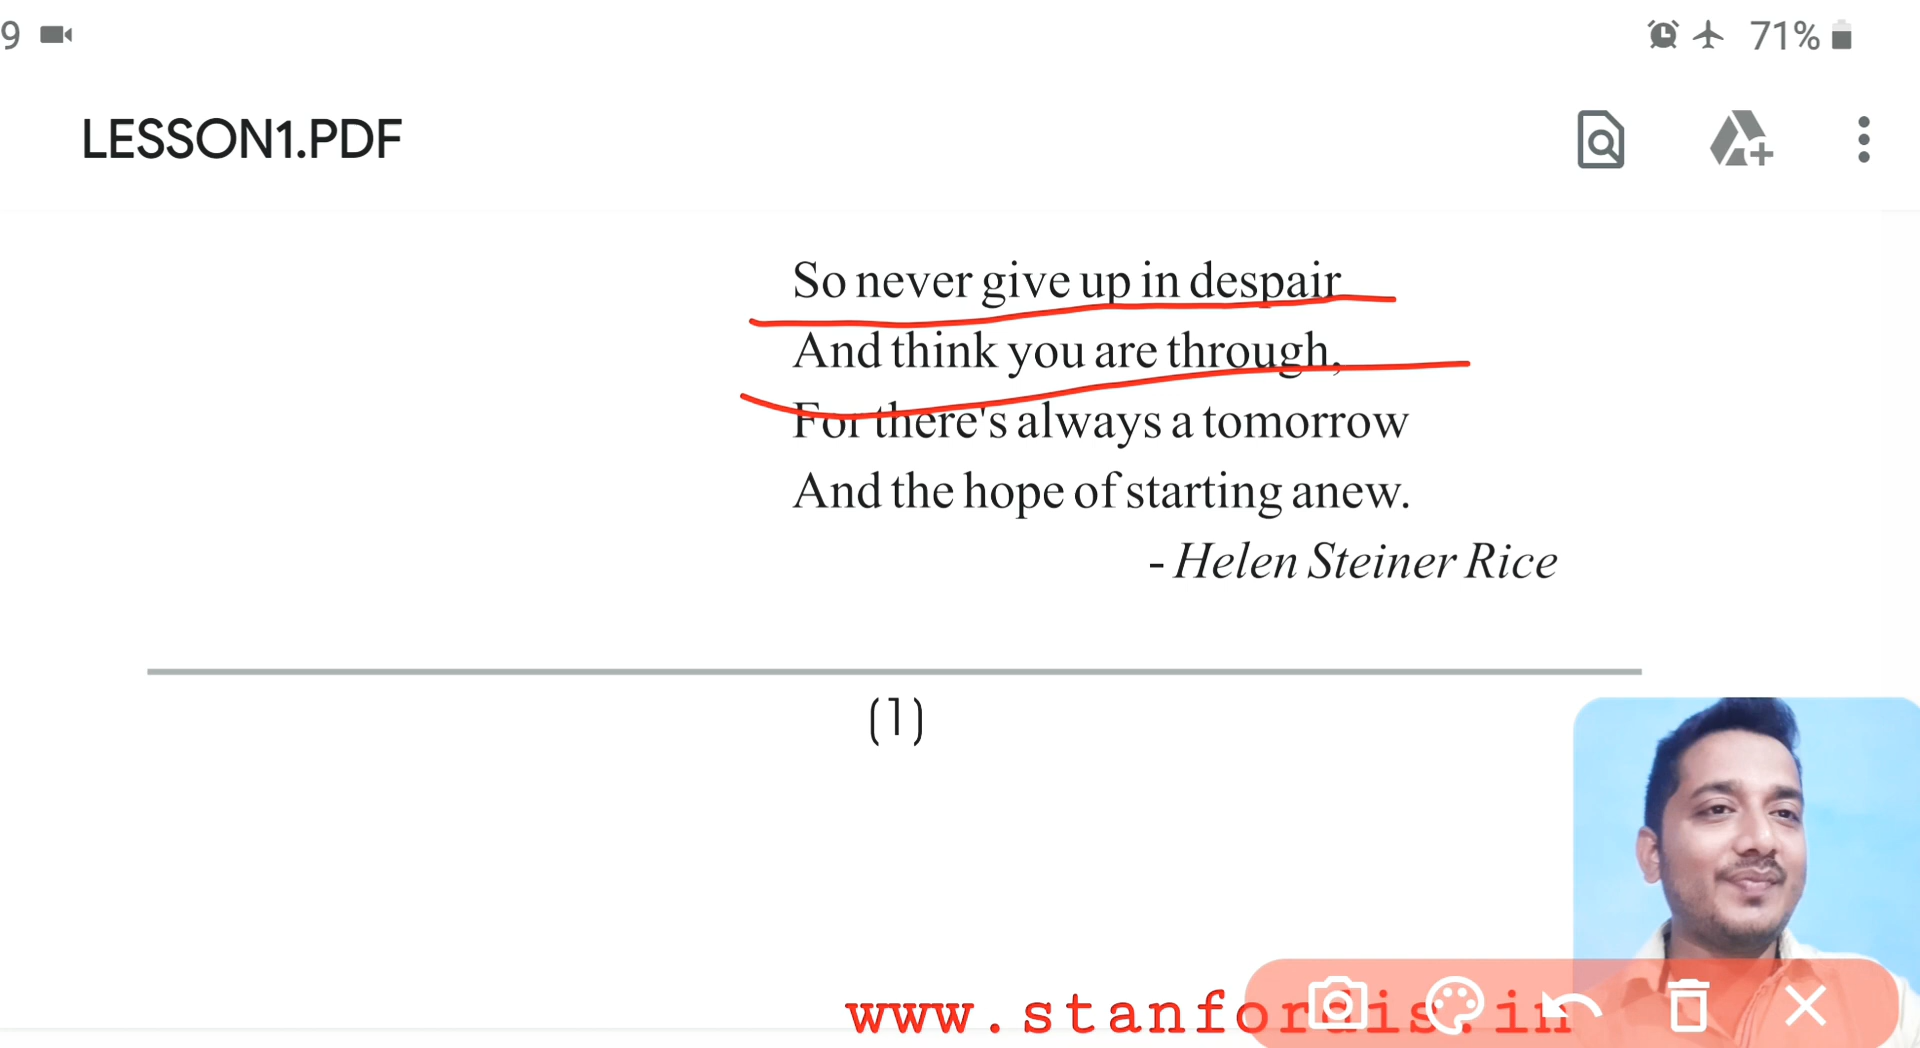 9 71%
LESSON1.PDF
So never give up in despair
And think you are through,
For there's always a tomorrow
And the hope of starting anew.
- Helen Steiner Rice
(1)
www.stanfordis.in